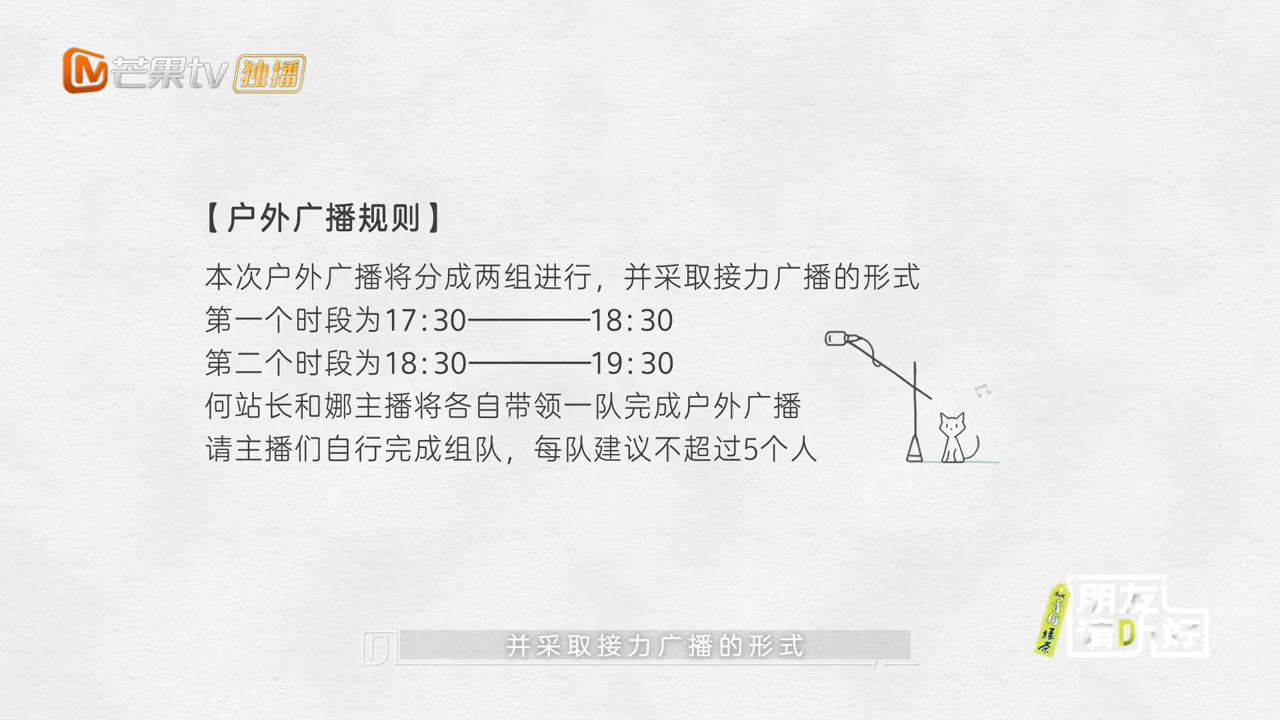 芒果tv 独播
【户外广播规则】
本次户外广播将分成两组进行，并采取接力广播的形式
第一个时段为17:30————18:30
第二个时段为18:30————19:30
何站长和娜主播将各自带领一队完成户外广播
请主播们自行完成组队，每队建议不超过5个人
并采取接力广播的形式
朋友
请D好